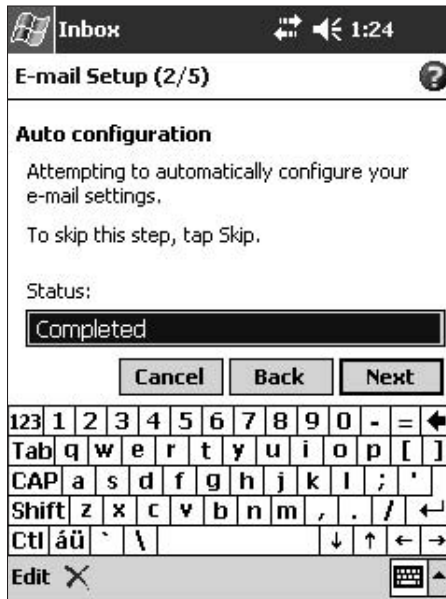 Inbox 1:24
E-mail Setup (2/5) ?
Auto configuration
Attempting to automatically configure your
e-mail settings.
To skip this step, tap Skip.
Status:
Completed
Cancel Back Next
123 1 2 3 4 5 6 7 8 9 0 - = ←
Tab q w e r t y u i o p [ ]
CAP a s d f g h j k l ; '
Shift z x c v b n m , . / ↵
Ctl áü ` \ ↓ ↑ ← →
Edit